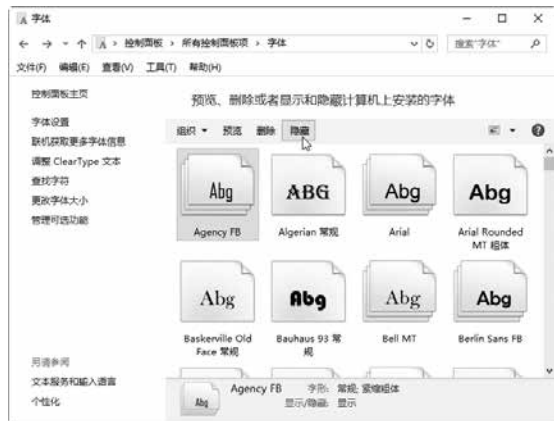 字体
控制面板 › 所有控制面板项 › 字体
搜索"字体"
文件(F) 编辑(E) 查看(V) 工具(T) 帮助(H)
控制面板主页
字体设置
联机获取更多字体信息
调整 ClearType 文本
查找字符
更改字体大小
管理可选功能
另请参阅
文本服务和输入语言
个性化
预览、删除或者显示和隐藏计算机上安装的字体
组织 预览 删除 隐藏
Abg ABG Abg Abg
Agency FB Algerian 常规 Arial Arial Rounded
MT 粗体
Abg Abg Abg Abg
Baskerville Old Bauhaus 93 常 Bell MT Berlin Sans FB
Face 常规 规
Abg Agency FB 字形: 常规; 紧缩粗体
显示/隐藏: 显示